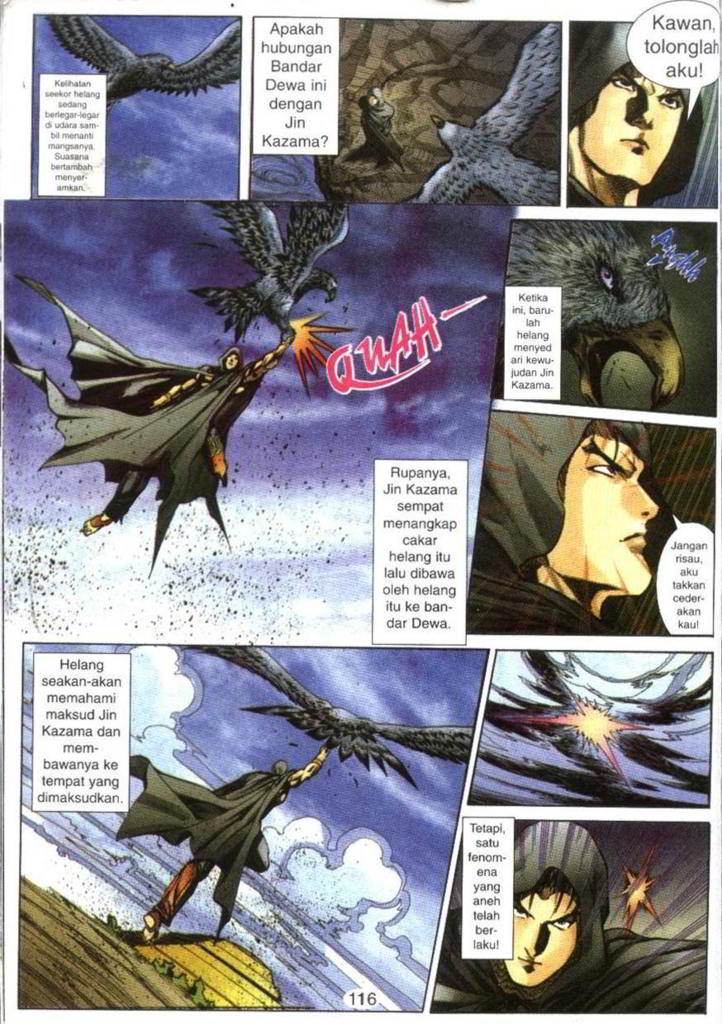 Kelihatan
seekor helang
sedang
berlegar-legar
di udara sam-
bil menanti
mangsanya.
Suasana
bertambah
menyer-
amkan.
Apakah
hubungan
Bandar
Dewa ini
dengan
Jin
Kazama?
Kawan,
tolonglah
aku!
QUAH
Arghh
Ketika
ini, baru-
lah
helang
menyed
ari kewu-
judan Jin
Kazama.
Rupanya,
Jin Kazama
sempat
menangkap
cakar
helang itu
lalu dibawa
oleh helang
itu ke ban-
dar Dewa.
Jangan
risau,
aku
takkan
ceder-
akan
kau!
Helang
seakan-akan
memahami
maksud Jin
Kazama dan
mem-
bawanya ke
tempat yang
dimaksudkan.
Tetapi,
satu
fenom-
ena
yang
aneh
telah
ber-
laku!
116